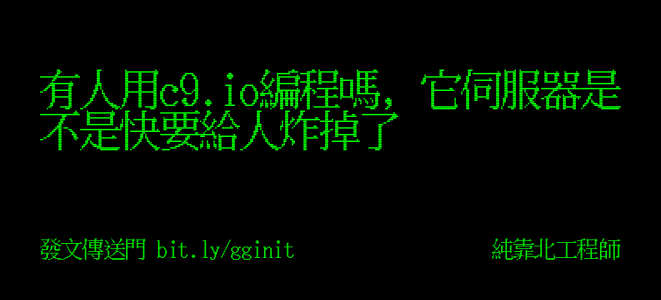 有人用c9.io編程嗎, 它伺服器是
不是快要給人炸掉了
發文傳送門 bit.ly/gginit
純靠北工程師